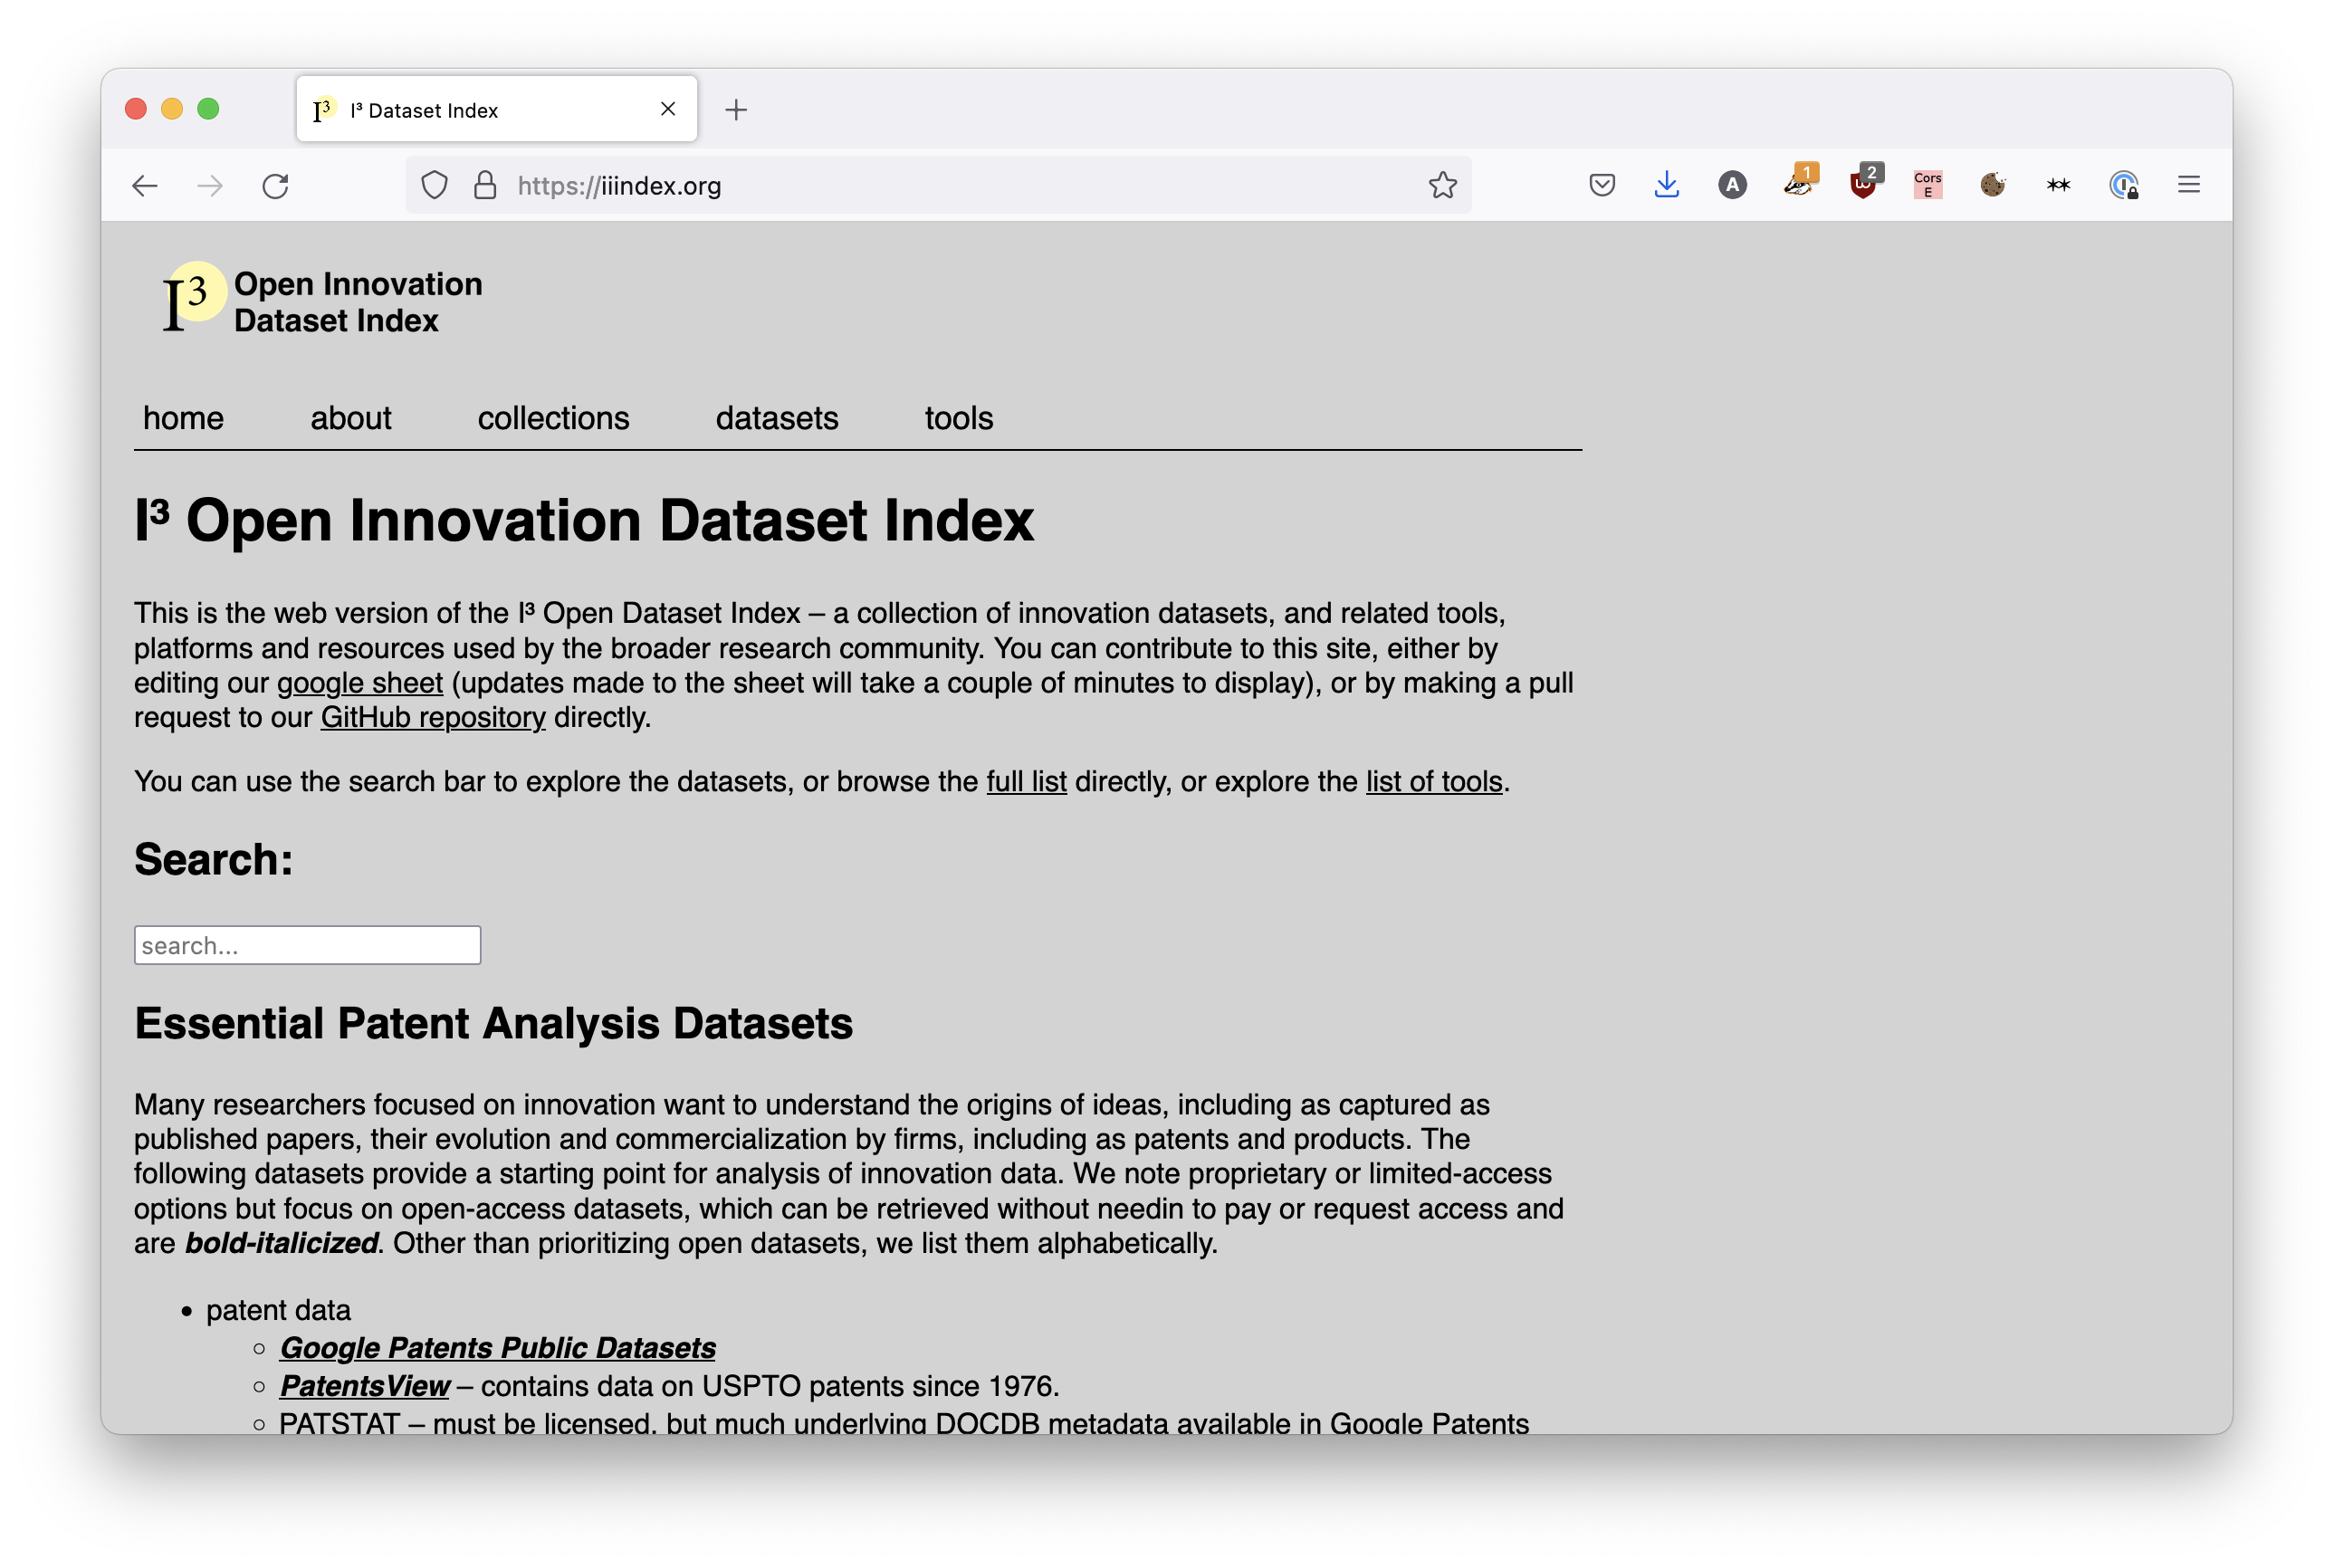 I³ I³ Dataset Index
https://iiindex.org
A
1
2
Cors
E
I³ Open Innovation
Dataset Index
home about collections datasets tools
I³ Open Innovation Dataset Index
This is the web version of the I³ Open Dataset Index – a collection of innovation datasets, and related tools,
platforms and resources used by the broader research community. You can contribute to this site, either by
editing our google sheet (updates made to the sheet will take a couple of minutes to display), or by making a pull
request to our GitHub repository directly.
You can use the search bar to explore the datasets, or browse the full list directly, or explore the list of tools.
Search:
search...
Essential Patent Analysis Datasets
Many researchers focused on innovation want to understand the origins of ideas, including as captured as
published papers, their evolution and commercialization by firms, including as patents and products. The
following datasets provide a starting point for analysis of innovation data. We note proprietary or limited-access
options but focus on open-access datasets, which can be retrieved without needin to pay or request access and
are bold-italicized. Other than prioritizing open datasets, we list them alphabetically.
patent data
Google Patents Public Datasets
PatentsView – contains data on USPTO patents since 1976.
PATSTAT – must be licensed, but much underlying DOCDB metadata available in Google Patents